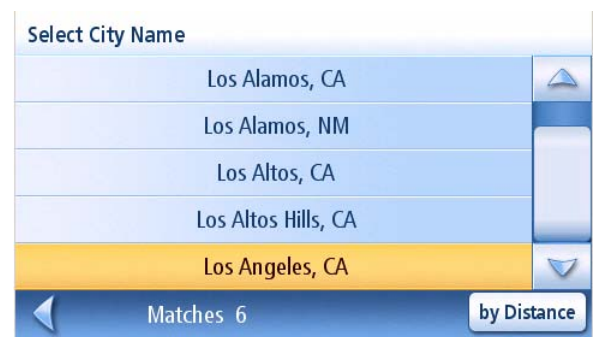 Select City Name
Los Alamos, CA
Los Alamos, NM
Los Altos, CA
Los Altos Hills, CA
Los Angeles, CA
Matches 6 by Distance